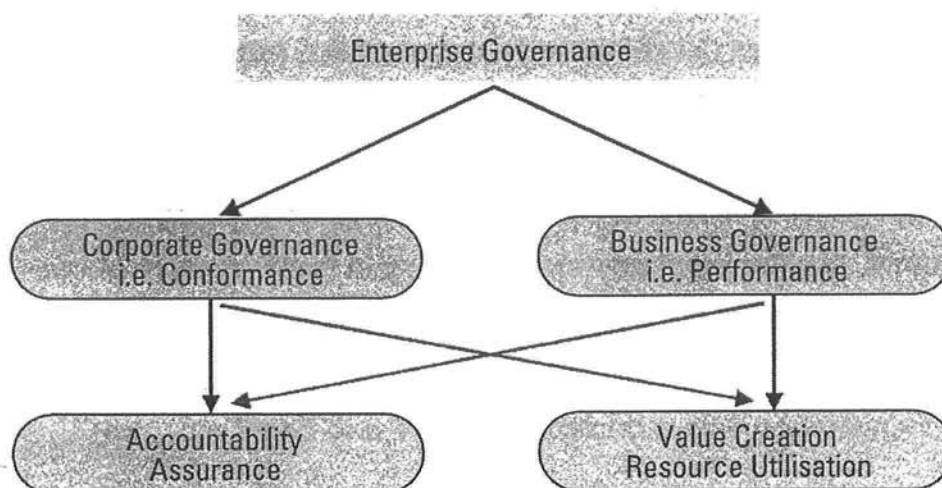 Enterprise Governance
Corporate Governance
i.e. Conformance
Business Governance
i.e. Performance
Accountability
Assurance
Value Creation
Resource Utilisation